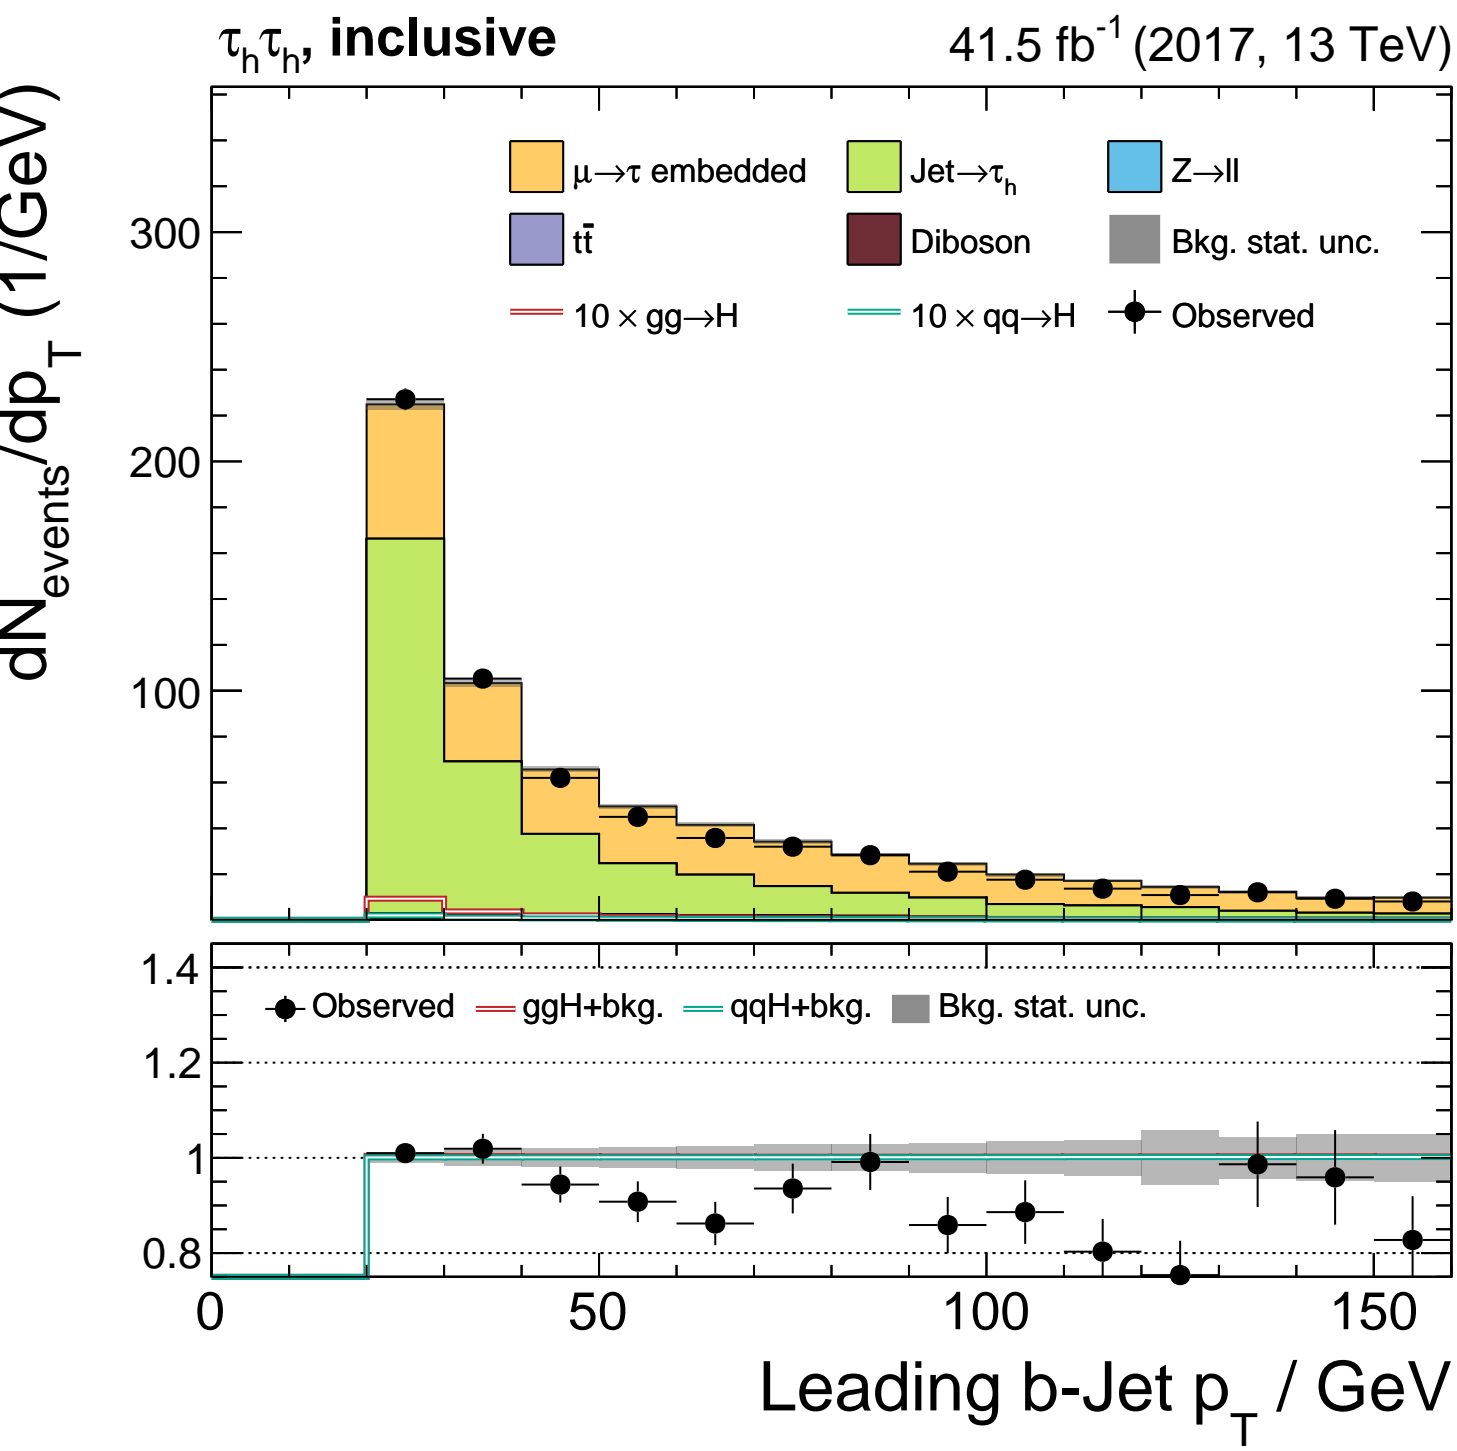 τhτh, inclusive 41.5 fb-1 (2017, 13 TeV)
dNevents/dpT (1/GeV)
μ→τ embedded Jet→τh Z→ll
tt̄ Diboson Bkg. stat. unc.
10 × gg→H 10 × qq→H Observed
300
200
100
1.4
Observed ggH+bkg. qqH+bkg. Bkg. stat. unc.
1.2
1
0.8
0 50 100 150
Leading b-Jet pT / GeV